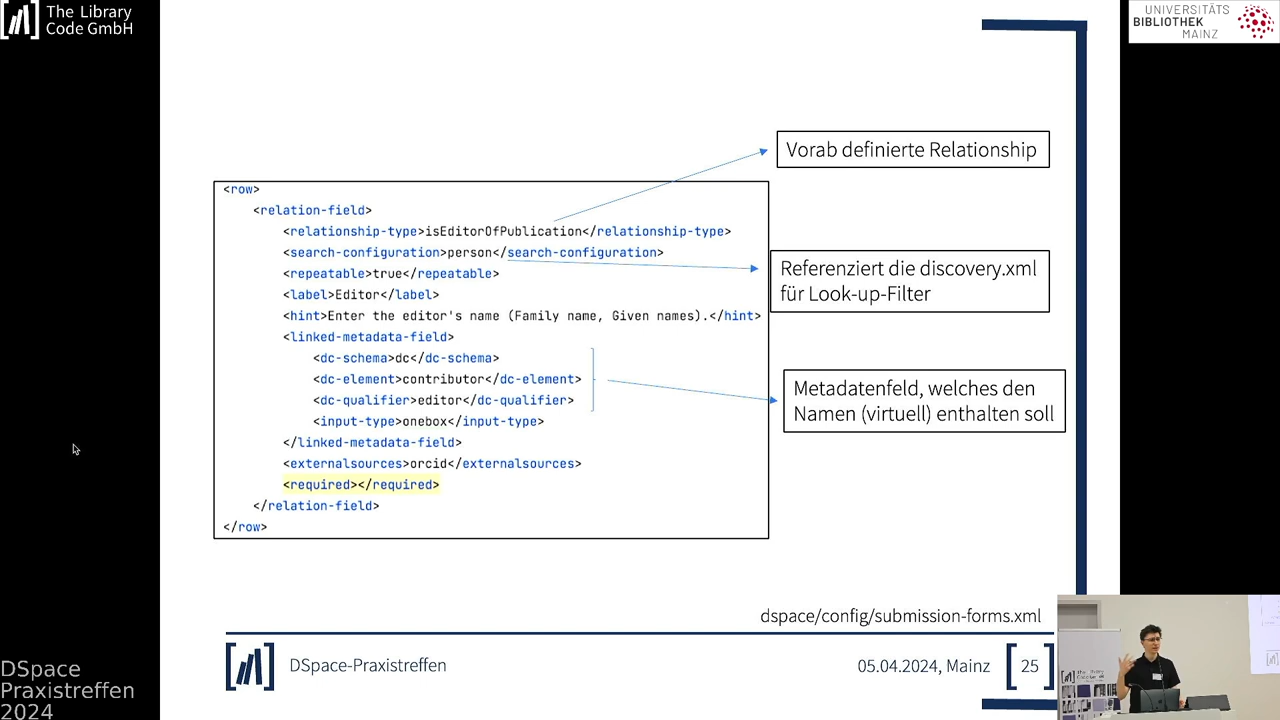 The Library
Code GmbH
UNIVERSITÄTS
BIBLIOTHEK
MAINZ
Vorab definierte Relationship
<row>
<relation-field>
<relationship-type>isEditorOfPublication</relationship-type>
<search-configuration>person</search-configuration>
<repeatable>true</repeatable>
<label>Editor</label>
<hint>Enter the editor's name (Family name, Given names).</hint>
<linked-metadata-field>
<dc-schema>dc</dc-schema>
<dc-element>contributor</dc-element>
<dc-qualifier>editor</dc-qualifier>
<input-type>onebox</input-type>
</linked-metadata-field>
<externalsources>orcid</externalsources>
<required></required>
</relation-field>
</row>
Referenziert die discovery.xml
für Look-up-Filter
Metadatenfeld, welches den
Namen (virtuell) enthalten soll
dspace/config/submission-forms.xml
DSpace-Praxistreffen
05.04.2024, Mainz
25
DSpace
Praxistreffen
2024
The Library
Code GmbH